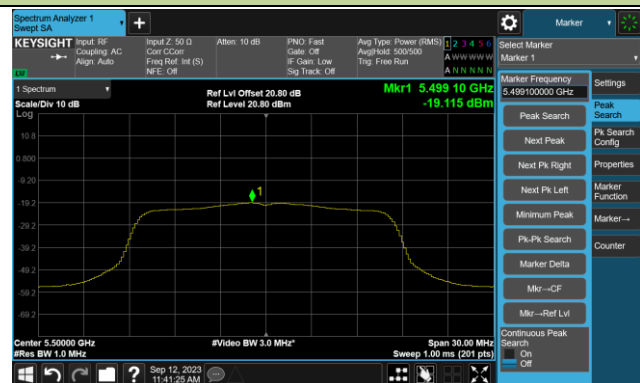 Spectrum Analyzer 1
Swept SA
Marker
KEYSIGHT
Input: RF
Coupling: AC
Align: Auto
Input Z: 50 Ω
Corr CCorr
Freq Ref: Int (S)
NFE: Off
Atten: 10 dB
PNO: Fast
Gate: Off
IF Gain: Low
Sig Track: Off
Avg Type: Power (RMS)
Avg|Hold: 500/500
Trig: Free Run
1 2 3 4 5 6
A W W W W W
A N N N N N
Select Marker
Marker 1
1 Spectrum
Scale/Div 10 dB
Log
Ref Lvl Offset 20.80 dB
Ref Level 20.80 dBm
Mkr1 5.499 10 GHz
-19.115 dBm
10.8
0.800
-9.20
-19.2
-29.2
-39.2
-49.2
-59.2
-69.2
1
Center 5.50000 GHz
#Res BW 1.0 MHz
#Video BW 3.0 MHz*
Span 30.00 MHz
Sweep 1.00 ms (201 pts)
Marker Frequency
5.499100000 GHz
Peak Search
Next Peak
Next Pk Right
Next Pk Left
Minimum Peak
Pk-Pk Search
Marker Delta
Mkr→CF
Mkr→Ref Lvl
Continuous Peak
Search
On
Off
Settings
Peak
Search
Pk Search
Config
Properties
Marker
Function
Marker→
Counter
Sep 12, 2023
11:41:25 AM